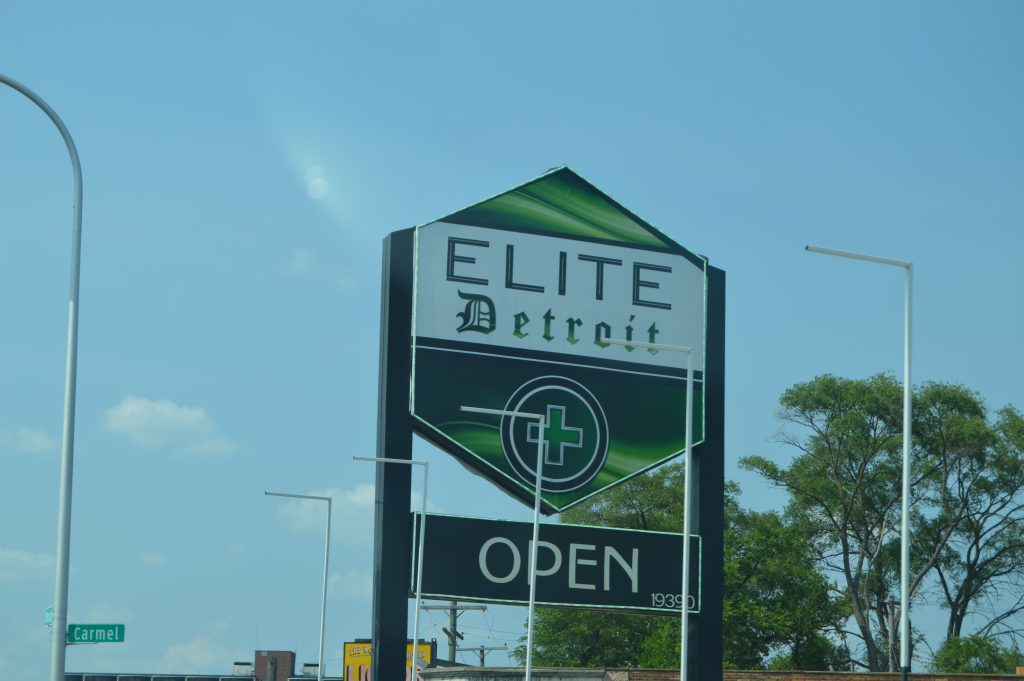 ELITE
Detroit
OPEN
19390
Carmel